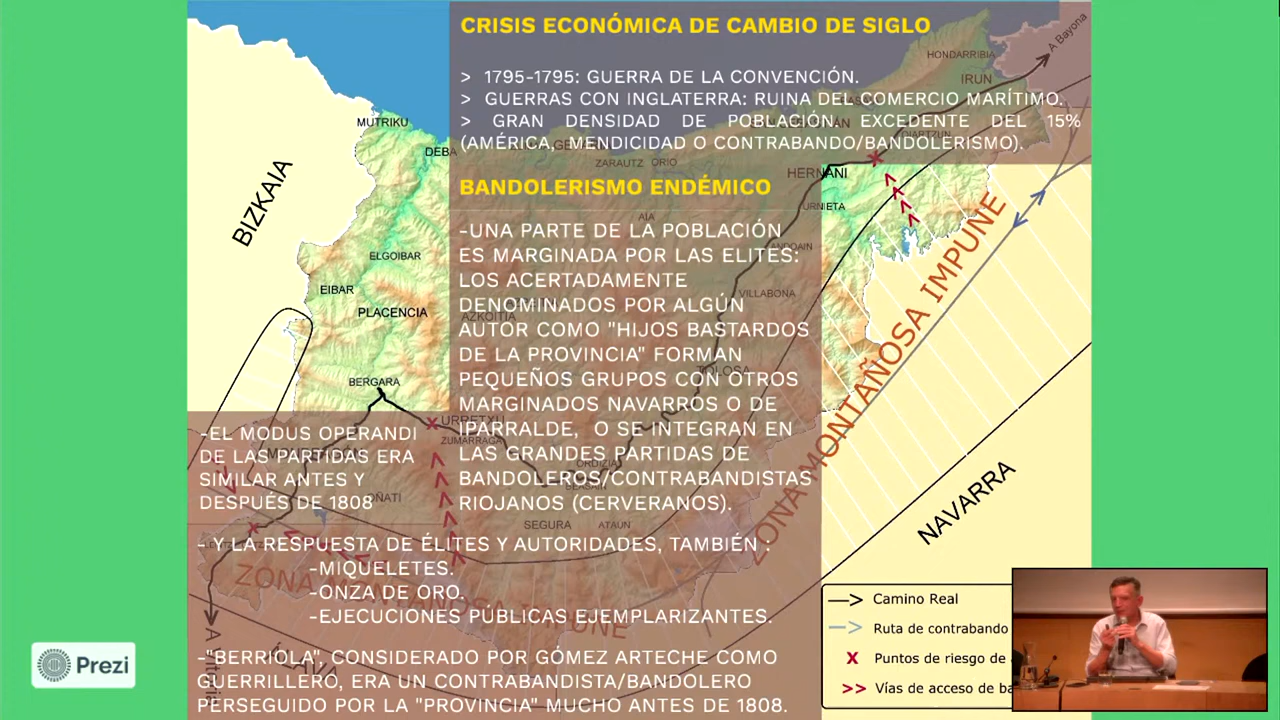 CRISIS ECONÓMICA DE CAMBIO DE SIGLO
> 1795-1795: GUERRA DE LA CONVENCIÓN.
> GUERRAS CON INGLATERRA: RUINA DEL COMERCIO MARÍTIMO.
> GRAN DENSIDAD DE POBLACIÓN EXCEDENTE DEL 15%
(AMÉRICA, MENDICIDAD O CONTRABANDO/BANDOLERISMO).
BANDOLERISMO ENDÉMICO
-UNA PARTE DE LA POBLACIÓN
ES MARGINADA POR LAS ELITES:
LOS ACERTADAMENTE
DENOMINADOS POR ALGÚN
AUTOR COMO "HIJOS BASTARDOS
DE LA PROVINCIA" FORMAN
PEQUEÑOS GRUPOS CON OTROS
MARGINADOS NAVARROS O DE
IPARRALDE, O SE INTEGRAN EN
LAS GRANDES PARTIDAS DE
BANDOLEROS/CONTRABANDISTAS
RIOJANOS (CERVERANOS).
-EL MODUS OPERANDI
DE LAS PARTIDAS ERA
SIMILAR ANTES Y
DESPUÉS DE 1808
- Y LA RESPUESTA DE ÉLITES Y AUTORIDADES, TAMBIÉN :
-MIQUELETES.
-ONZA DE ORO.
-EJECUCIONES PÚBLICAS EJEMPLARIZANTES.
-"BERRIOLA", CONSIDERADO POR GÓMEZ ARTECHE COMO
GUERRILLERO, ERA UN CONTRABANDISTA/BANDOLERO
PERSEGUIDO POR LA "PROVINCIA" MUCHO ANTES DE 1808.
A Bayona
HONDARRIBIA
IRUN
OIARTZUN
MUTRIKU
DEBA
ZARAUTZ
ORIO
HERNANI
URNIETA
AIA
ANDOAIN
BIZKAIA
ELGOIBAR
EIBAR
VILLABONA
PLACENCIA
AZKOITIA
TOLOSA
BERGARA
URRETXU
ZUMARRAGA
ORDIZIA
OÑATI
SEGURA
ATAUN
ZONA MONTAÑOSA IMPUNE
NAVARRA
Camino Real
Ruta de contrabando
Puntos de riesgo de
Vías de acceso de
Prezi